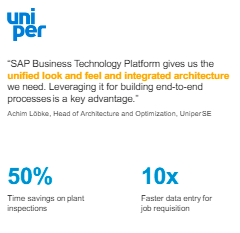 uni
per
“SAP Business Technology Platform gives us the
unified look and feel and integrated architecture
we need. Leveraging it for building end-to-end
processes is a key advantage.”
Achim Löbke, Head of Architecture and Optimization, Uniper SE
50% 10x
Time savings on plant Faster data entry for
inspections job requisition